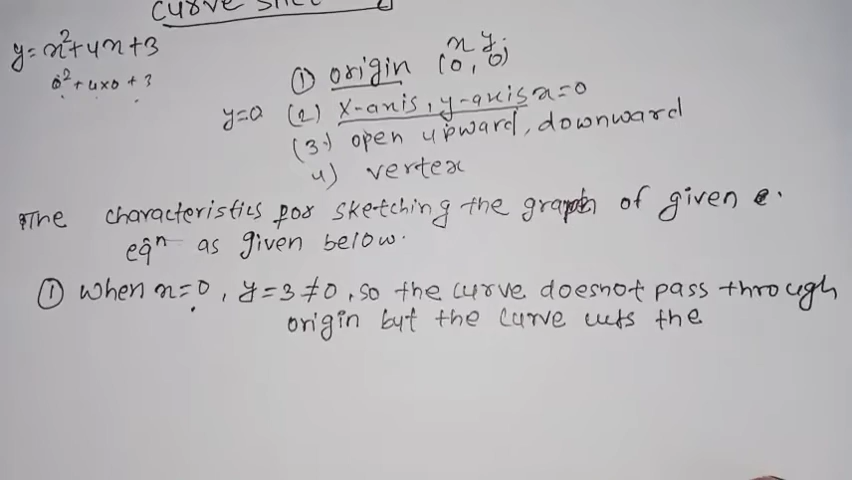 curve
y=x²+4x+3
0²+4x0+3
x y
① origin (0,0)
y=0 (2) X-axis, y-axis x=0
(3) open upward, downward
4) vertex
The characteristics for sketching the graph of given e.
eqⁿ as given below.
① when x=0, y=3≠0, so the curve doesnot pass through
origin but the curve cuts the